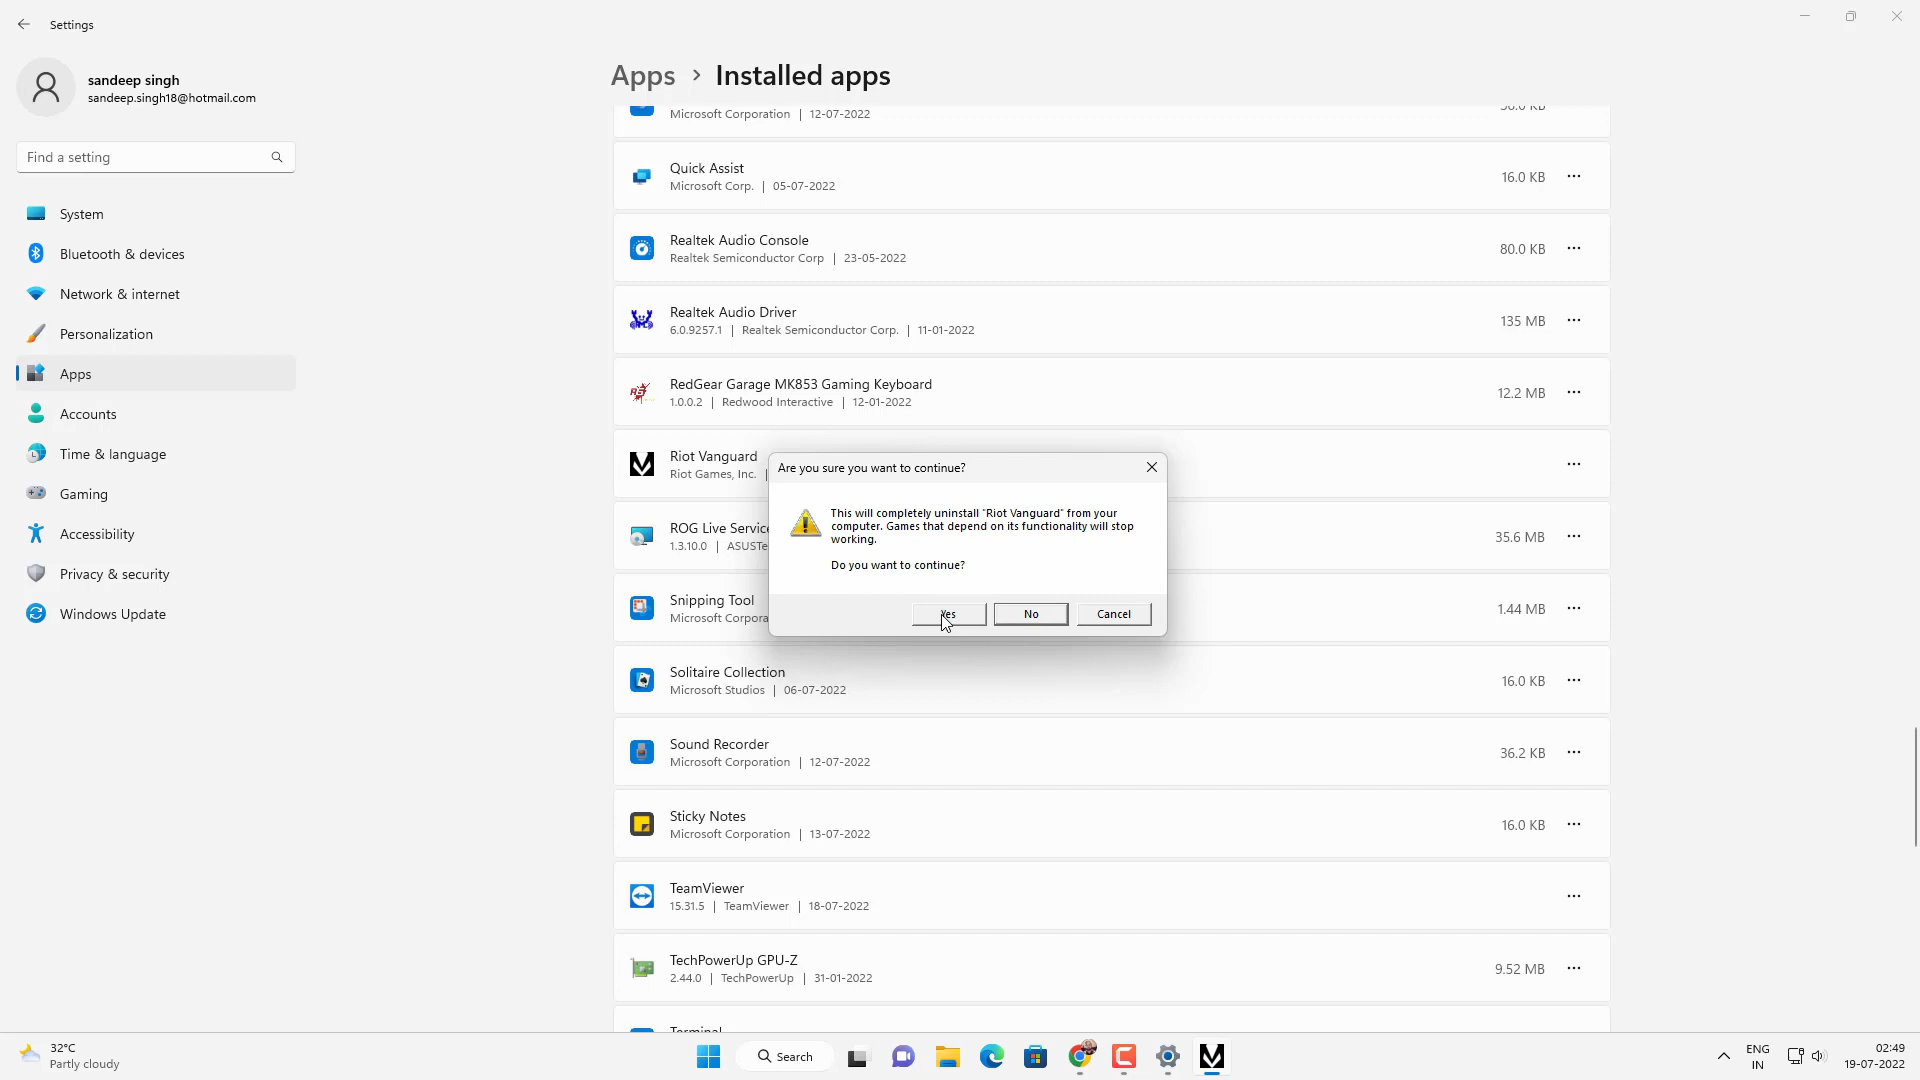 Settings
sandeep singh
sandeep.singh18@hotmail.com
Find a setting
System
Bluetooth & devices
Network & internet
Personalization
Apps
Accounts
Time & language
Gaming
Accessibility
Privacy & security
Windows Update
Apps > Installed apps
Microsoft Corporation | 12-07-2022
Quick Assist
Microsoft Corp. | 05-07-2022
16.0 KB
Realtek Audio Console
Realtek Semiconductor Corp | 23-05-2022
80.0 KB
Realtek Audio Driver
6.0.9257.1 | Realtek Semiconductor Corp. | 11-01-2022
135 MB
RedGear Garage MK853 Gaming Keyboard
1.0.0.2 | Redwood Interactive | 12-01-2022
12.2 MB
Riot Vanguard
Riot Games, Inc. |
ROG Live Service
1.3.10.0 | ASUSTe
35.6 MB
Snipping Tool
Microsoft Corpora
1.44 MB
Are you sure you want to continue?
This will completely uninstall "Riot Vanguard" from your
computer. Games that depend on its functionality will stop
working.
Do you want to continue?
Yes
No
Cancel
Solitaire Collection
Microsoft Studios | 06-07-2022
16.0 KB
Sound Recorder
Microsoft Corporation | 12-07-2022
36.2 KB
Sticky Notes
Microsoft Corporation | 13-07-2022
16.0 KB
TeamViewer
15.31.5 | TeamViewer | 18-07-2022
TechPowerUp GPU-Z
2.44.0 | TechPowerUp | 31-01-2022
9.52 MB
Terminal
32°C
Partly cloudy
Search
ENG
IN
02:49
19-07-2022